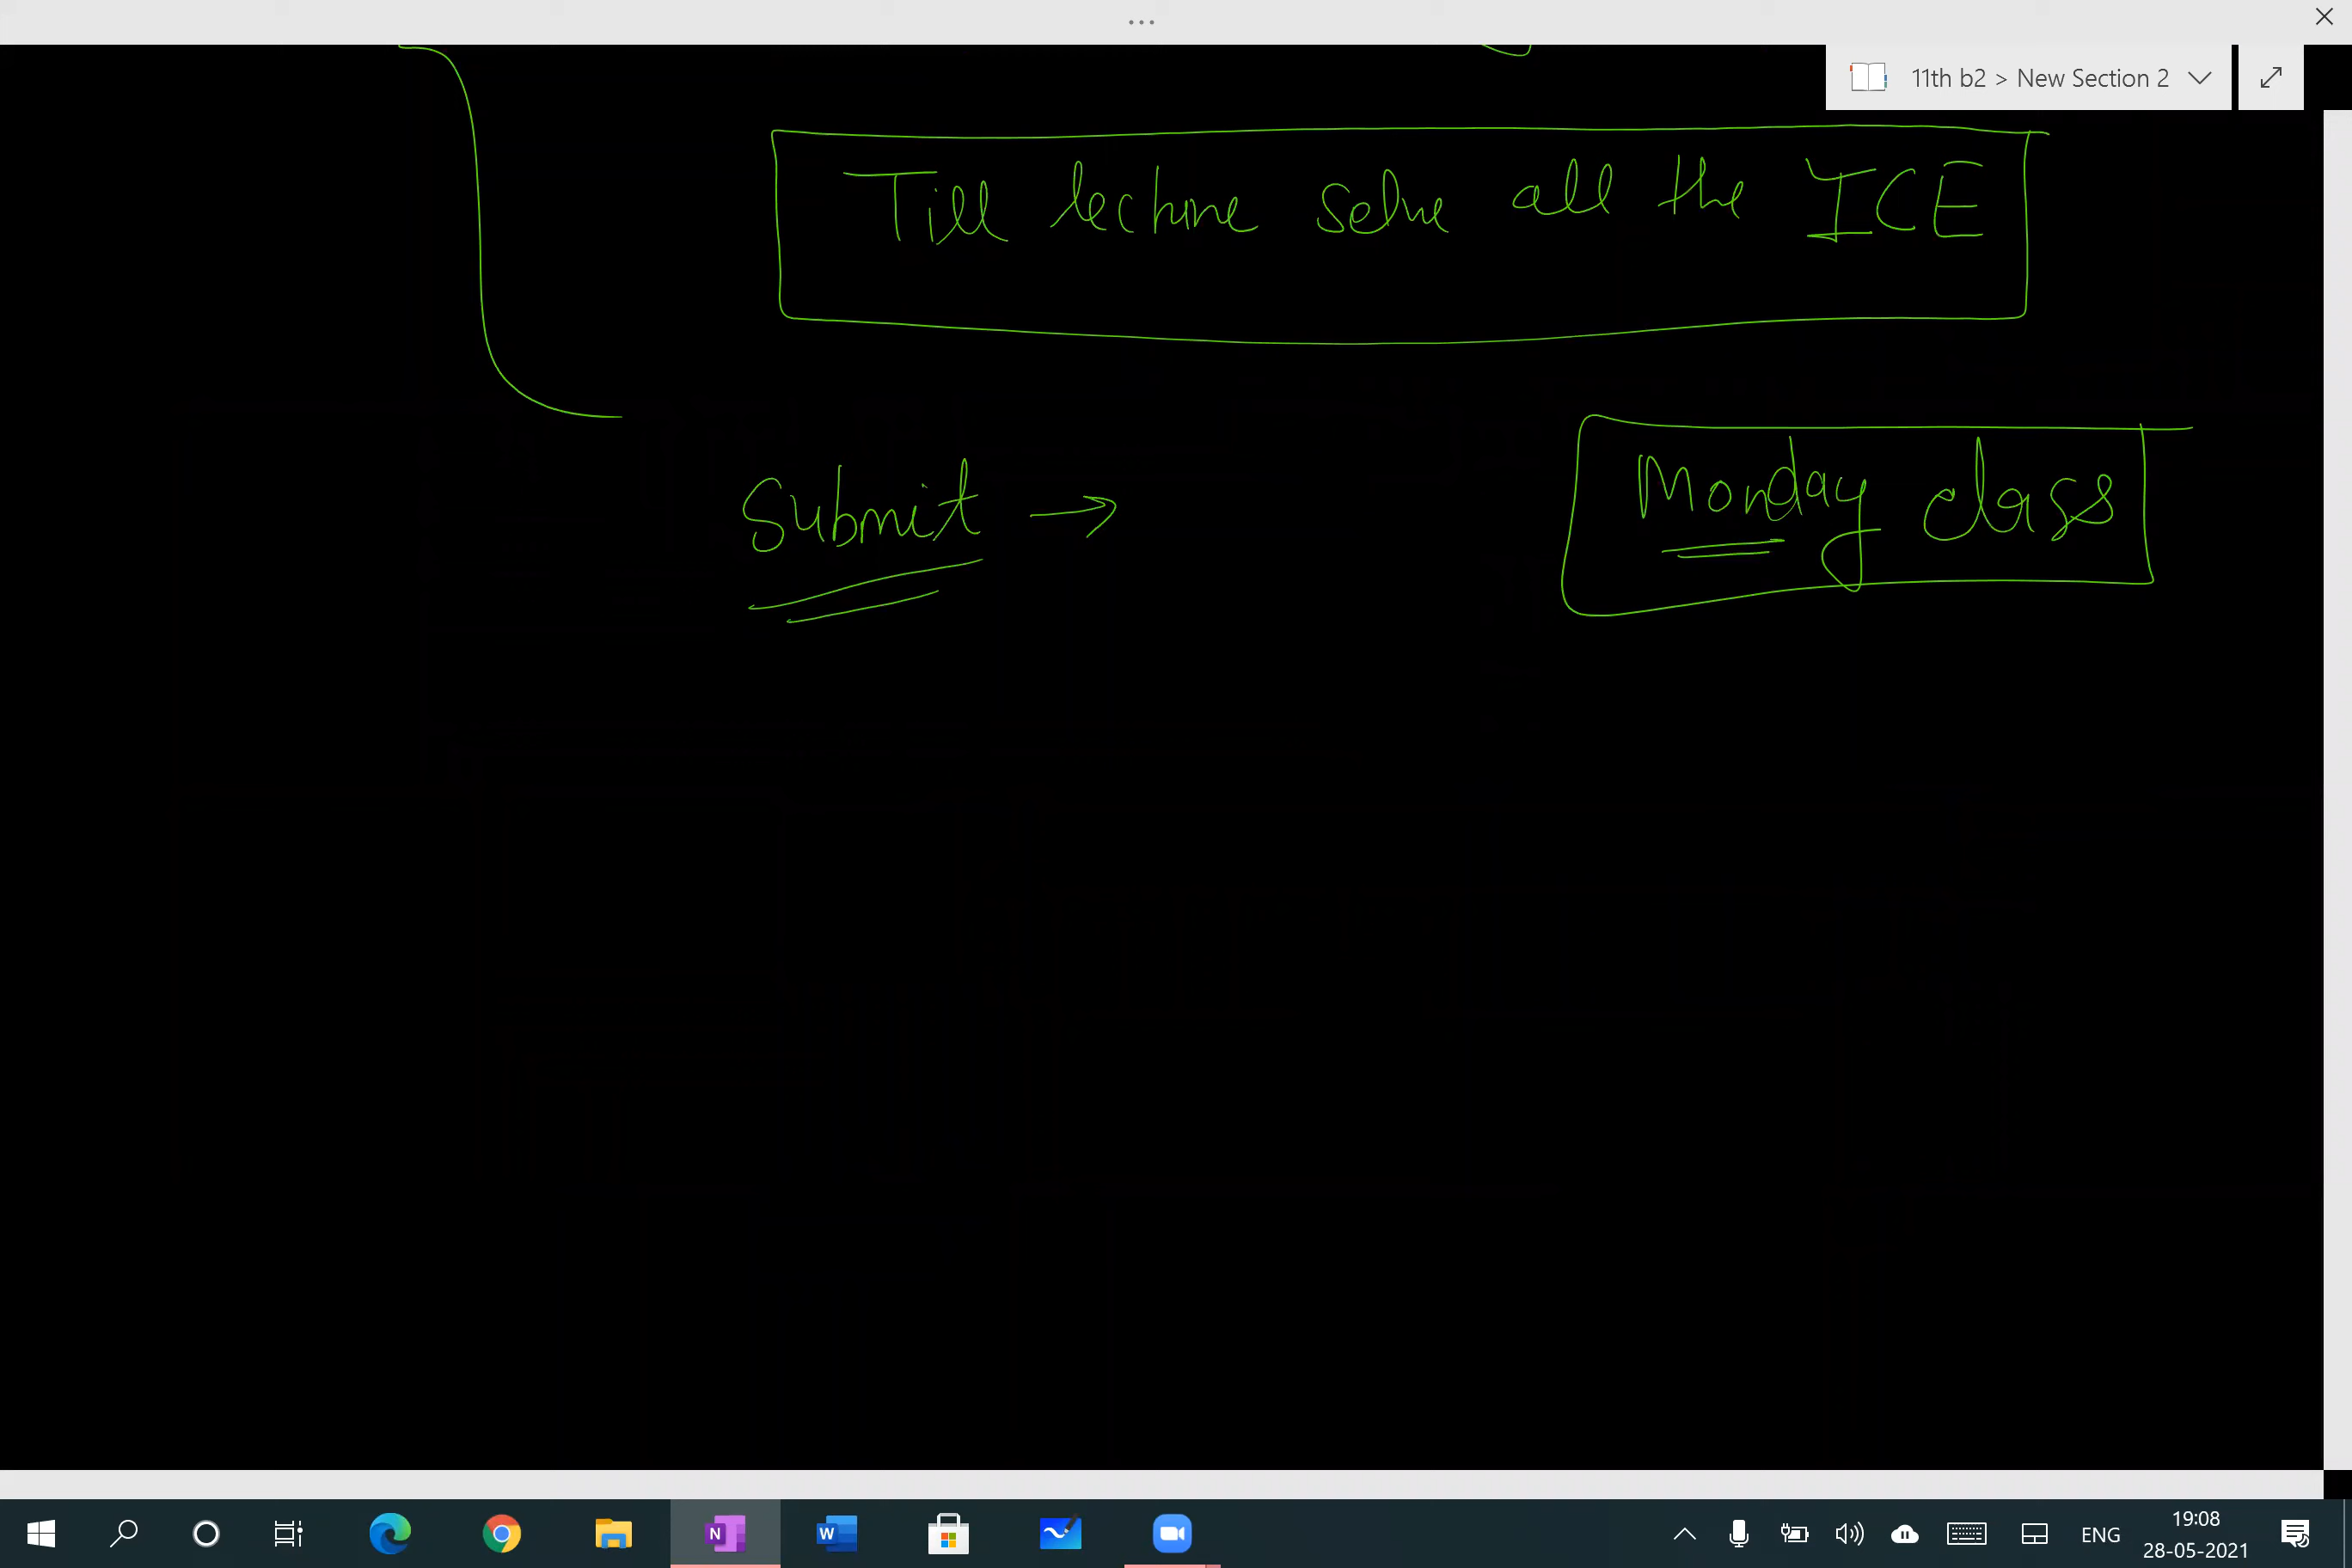 11th b2 > New Section 2
Till lecture solve all the ICE
Submit → Monday class
ENG
19:08
28-05-2021